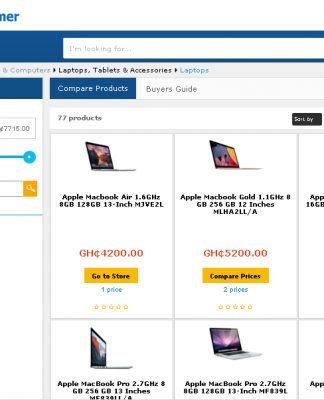 mer
I'm looking for...
& Computers Laptops, Tablets & Accessories Laptops
Compare Products
Buyers Guide
77 products
Sort by
¢7715.00
Apple Macbook Air 1.6GHz
8GB 128GB 13-Inch MJVE2L
Apple Macbook Gold 1.1GHz 8
GB 256 GB 12 Inches
MLHA2LL/A
Apple
16GB
GH¢4200.00
GH¢5200.00
Go to Store
Compare Prices
1 price
2 prices
Apple MacBook Pro 2.7GHz 8
GB 256 GB 13 Inch
MF839LL/A
Apple MacBook Pro 2.7GHz
8GB 128GB 13-Inch MF839L